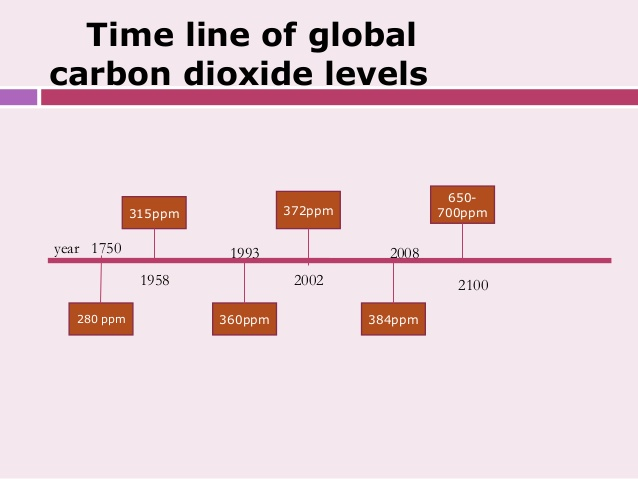 Time line of global
carbon dioxide levels
315ppm
372ppm
650-
700ppm
year 1750
1993
2008
1958
2002
2100
280 ppm
360ppm
384ppm